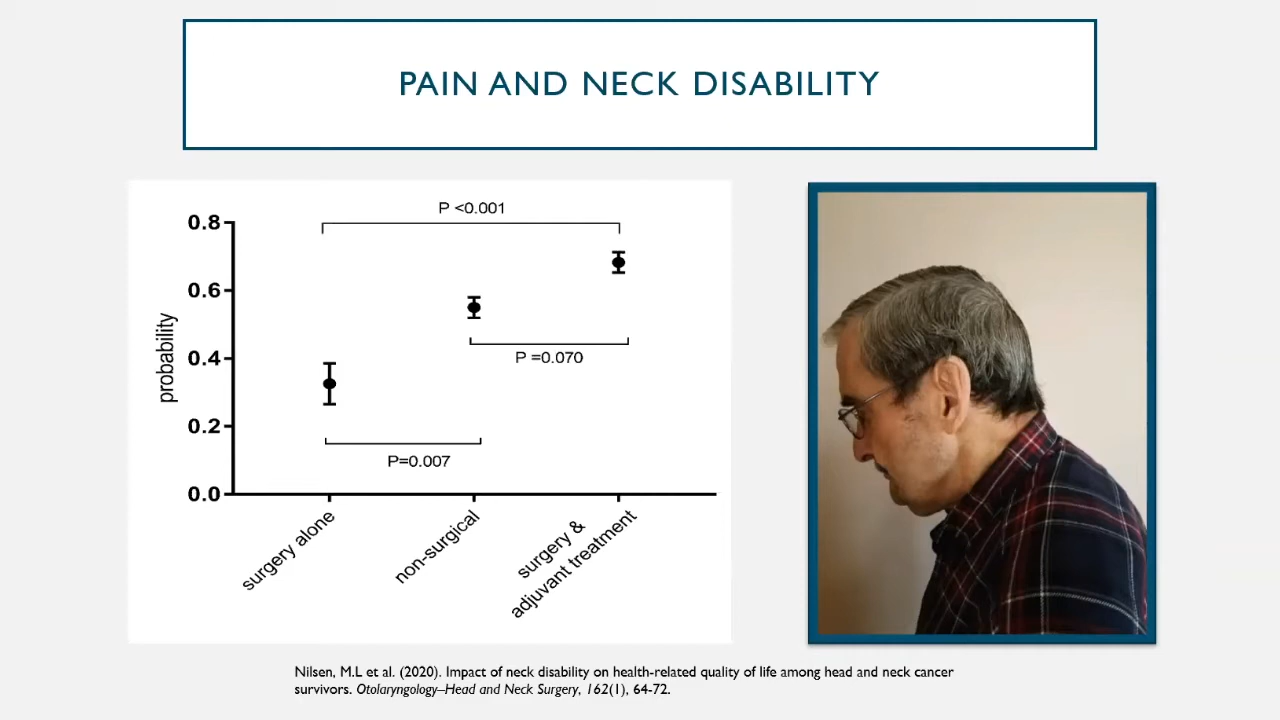 PAIN AND NECK DISABILITY
P <0.001
0.8
0.6
0.4
0.2
0.0
probability
P =0.070
P=0.007
surgery alone
non-surgical
surgery &
adjuvant treatment
Nilsen, M.L et al. (2020). Impact of neck disability on health-related quality of life among head and neck cancer
survivors. Otolaryngology–Head and Neck Surgery, 162(1), 64-72.